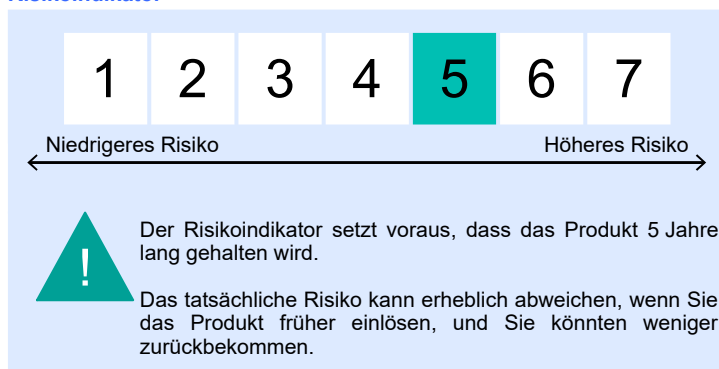 Risikoindikator
1 2 3 4 5 6 7
Niedrigeres Risiko Höheres Risiko
! Der Risikoindikator setzt voraus, dass das Produkt 5 Jahre
lang gehalten wird.
Das tatsächliche Risiko kann erheblich abweichen, wenn Sie
das Produkt früher einlösen, und Sie könnten weniger
zurückbekommen.